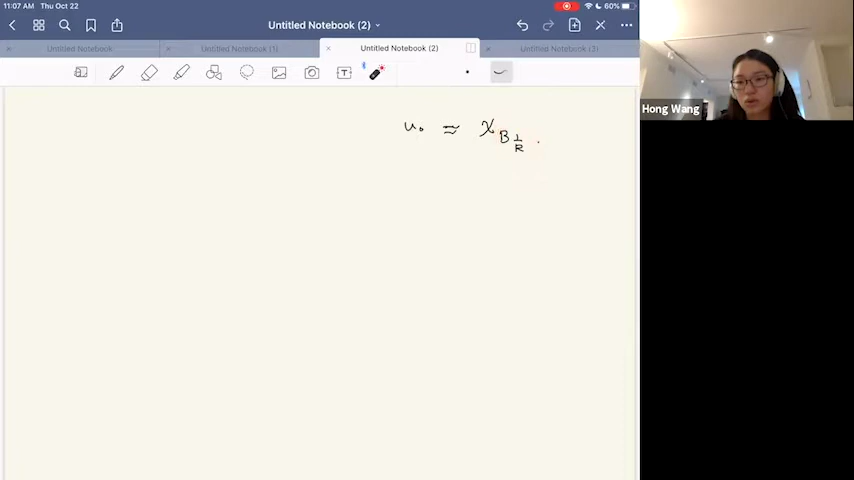 11:07 AM Thu Oct 22
60%
Untitled Notebook (2)
Untitled Notebook
Untitled Notebook (1)
Untitled Notebook (2)
Untitled Notebook (3)
T
Hong Wang
u₀ ≈ χ_{B_{1/R}}.